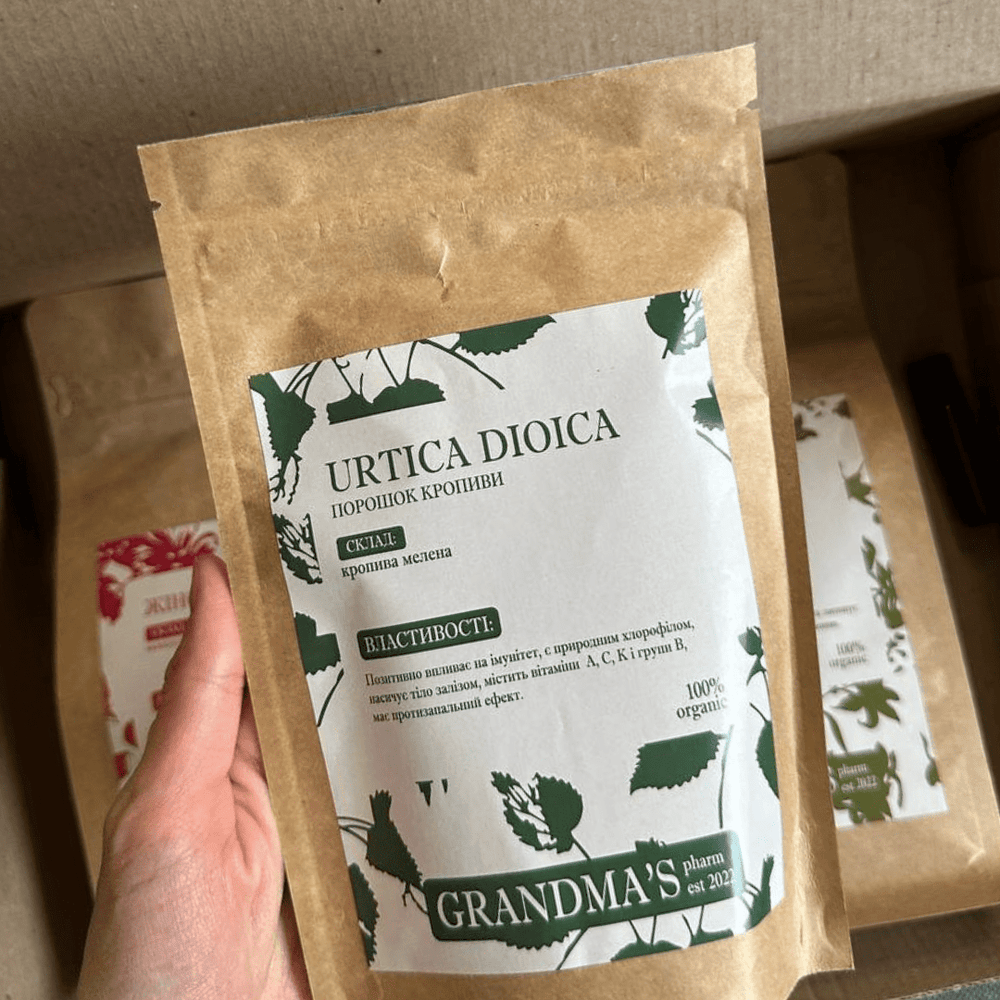 URTICA DIOICA
ПОРОШОК КРОПИВИ
СКЛАД:
кропива мелена
ВЛАСТИВОСТІ:
Позитивно впливає на імунітет, є природним хлорофілом,
насичує тіло залізом, містить вітаміни А, С, К і групи В,
має протизапальний ефект.
100%
organic
GRANDMA'S pharm
est 2022
100%
organic
pharm
est 2022